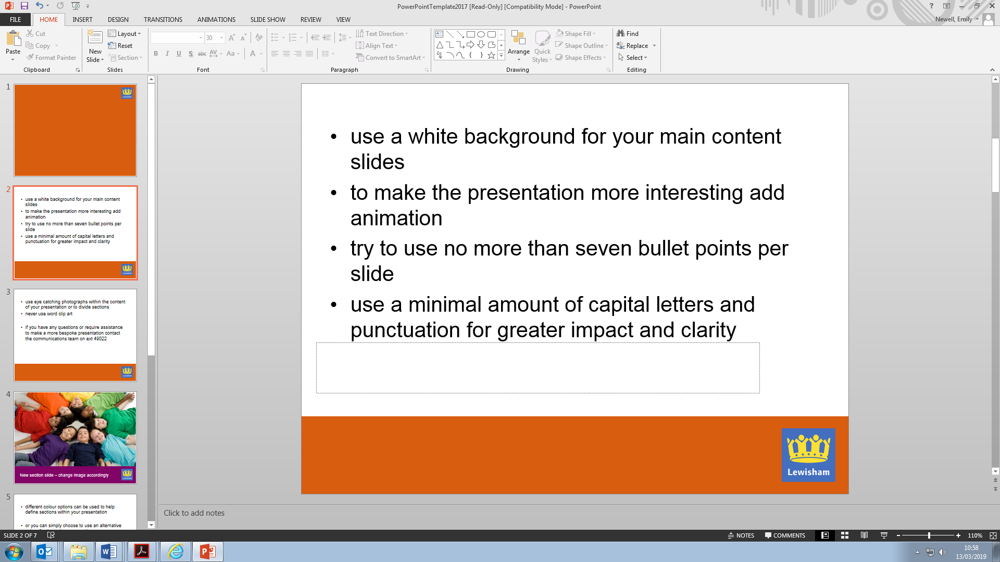 PowerPointTemplate2017 [Read-Only] [Compatibility Mode] - PowerPoint
FILE HOME INSERT DESIGN TRANSITIONS ANIMATIONS SLIDE SHOW REVIEW VIEW
Newell, Emily
Paste
Cut
Copy
Format Painter
Clipboard
New Slide
Layout
Reset
Section
Slides
30
Font
Text Direction
Align Text
Convert to SmartArt
Paragraph
Arrange
Quick Styles
Shape Fill
Shape Outline
Shape Effects
Drawing
Find
Replace
Select
Editing
1
Lewisham
2
• use a white background for your main content
slides
• to make the presentation more interesting add
animation
• try to use no more than seven bullet points per
slide
• use a minimal amount of capital letters and
punctuation for greater impact and clarity
Lewisham
3
• use eye catching photographs within the content
of your presentation or to divide sections
• never use word clip art
• if you have any questions or require assistance
to make a more bespoke presentation contact
the communications team on ext 49022
Lewisham
4
New section slide – change image accordingly
Lewisham
5
• different colour options can be used to help
define sections within your presentation
• or you can simply choose to use an alternative
• use a white background for your main content
slides
• to make the presentation more interesting add
animation
• try to use no more than seven bullet points per
slide
• use a minimal amount of capital letters and
punctuation for greater impact and clarity
Lewisham
Click to add notes
SLIDE 2 OF 7
NOTES
COMMENTS
110%
10:58
13/03/2019